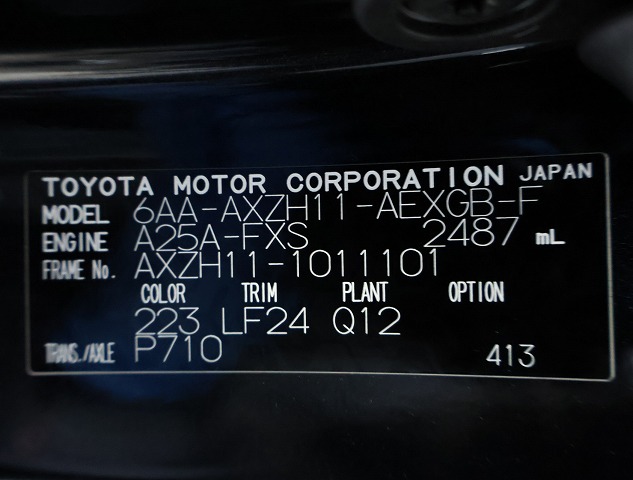 TOYOTA MOTOR CORPORATION JAPAN
MODEL 6AA-AXZH11-AEXGB-F
ENGINE A25A-FXS 2487 mL
FRAME No. AXZH11-1011101
COLOR TRIM PLANT OPTION
223 LF24 Q12
TRANS./AXLE P710 413